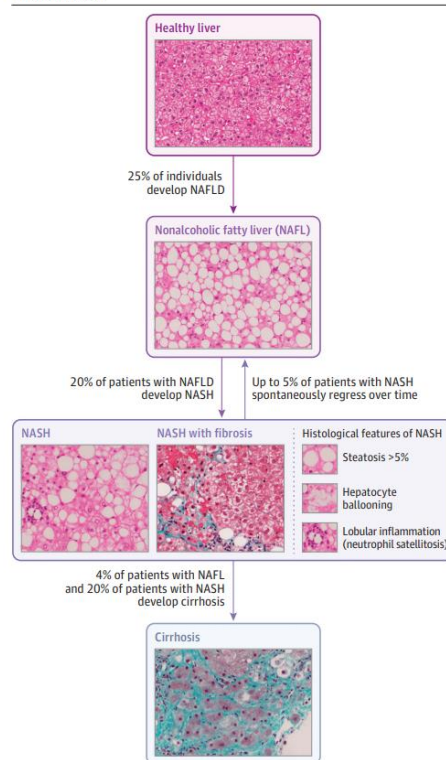 Healthy liver
25% of individuals
develop NAFLD
Nonalcoholic fatty liver (NAFL)
20% of patients with NAFLD
develop NASH
Up to 5% of patients with NASH
spontaneously regress over time
NASH
NASH with fibrosis
Histological features of NASH
Steatosis >5%
Hepatocyte
ballooning
Lobular inflammation
(neutrophil satellitosis)
4% of patients with NAFL
and 20% of patients with NASH
develop cirrhosis
Cirrhosis